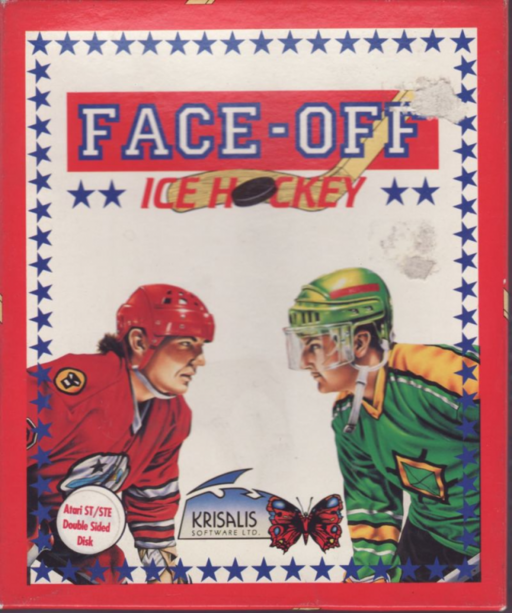 FACE-OFF
ICE HOCKEY
Atari ST/STE
Double Sided
Disk
KRISALIS
SOFTWARE LTD.